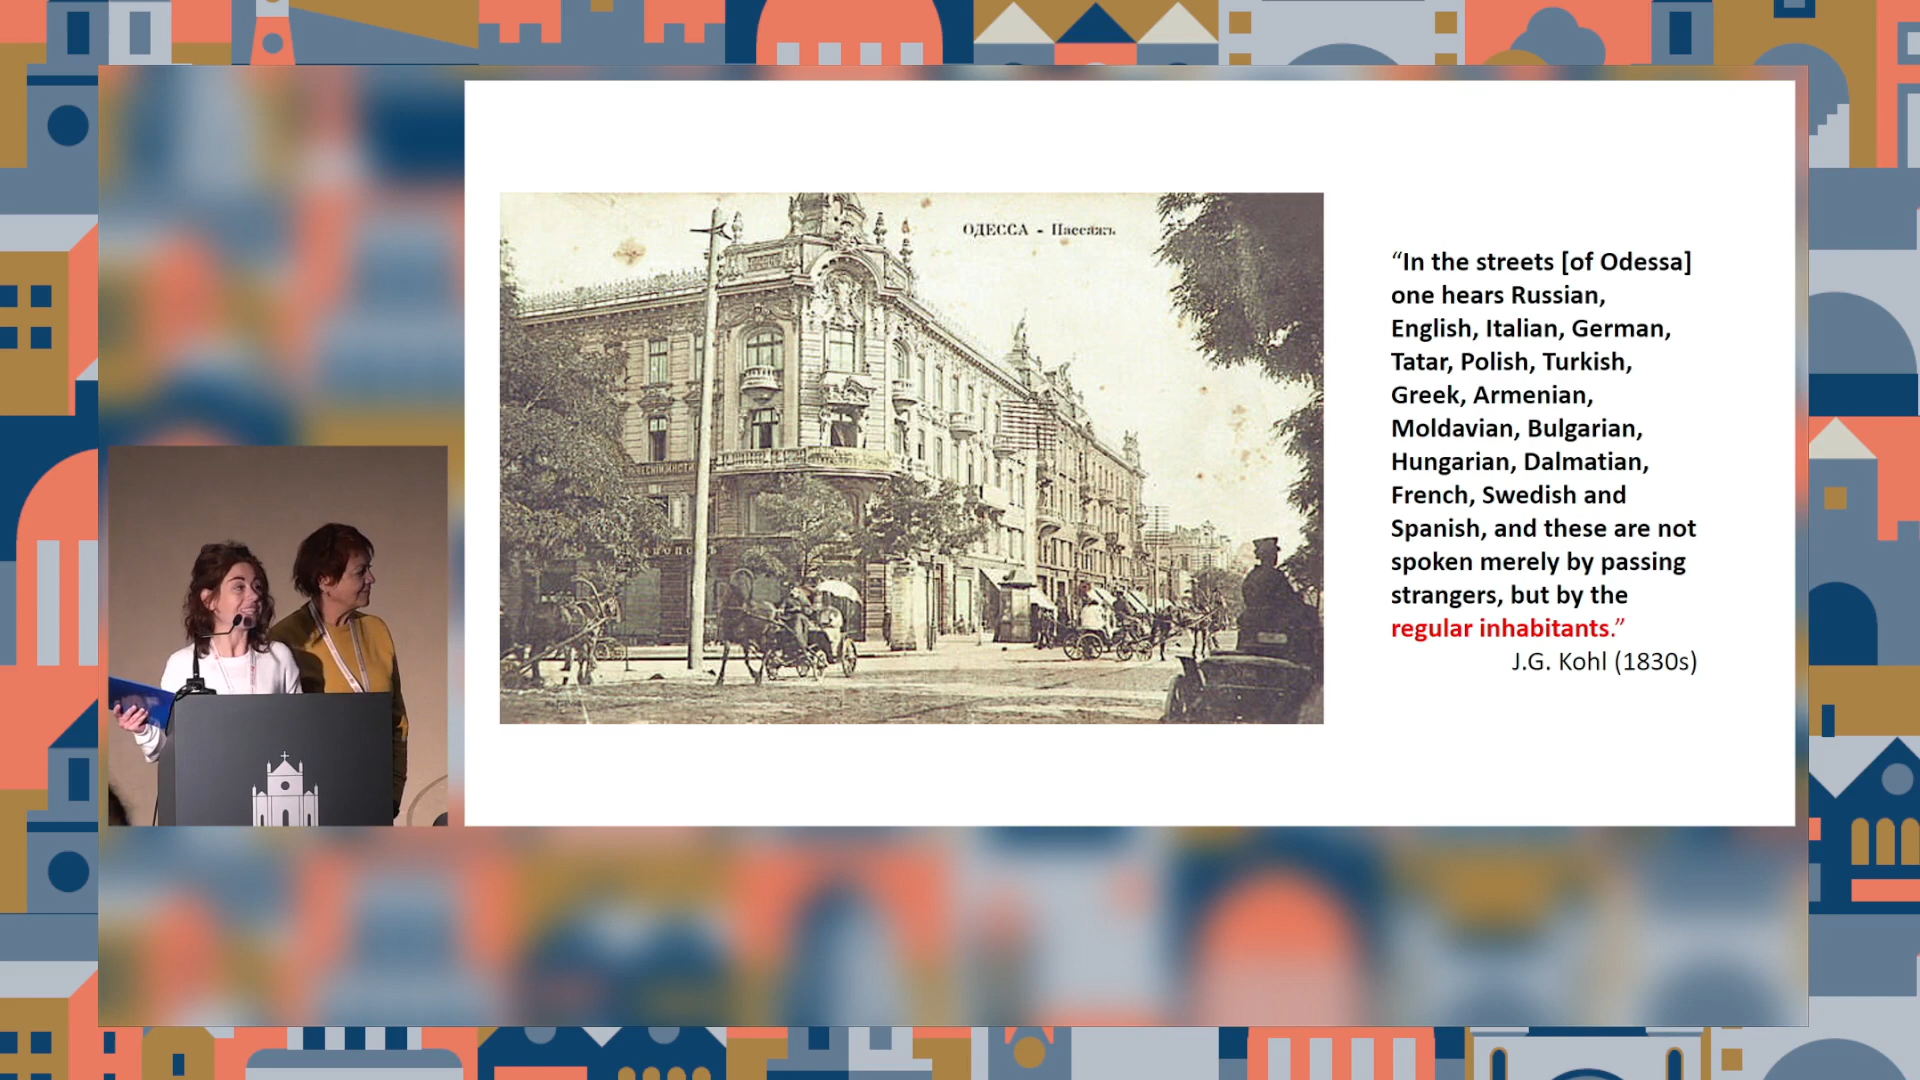 ОДЕССА - Пассажъ.
“In the streets [of Odessa]
one hears Russian,
English, Italian, German,
Tatar, Polish, Turkish,
Greek, Armenian,
Moldavian, Bulgarian,
Hungarian, Dalmatian,
French, Swedish and
Spanish, and these are not
spoken merely by passing
strangers, but by the
regular inhabitants.”
J.G. Kohl (1830s)